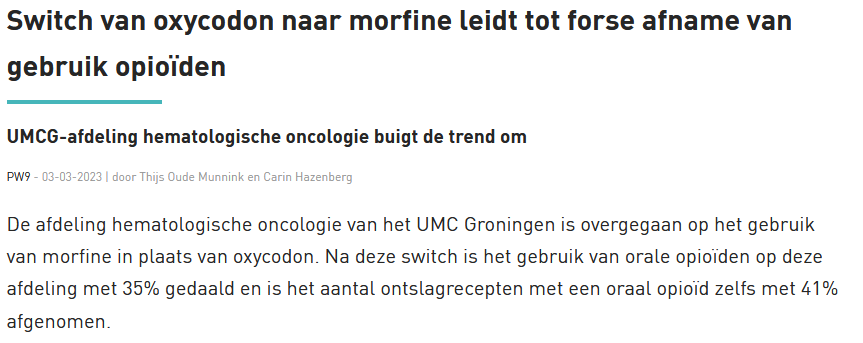 Switch van oxycodon naar morfine leidt tot forse afname van
gebruik opioïden
UMCG-afdeling hematologische oncologie buigt de trend om
PW9 - 03-03-2023 | door Thijs Oude Munnink en Carin Hazenberg
De afdeling hematologische oncologie van het UMC Groningen is overgegaan op het gebruik
van morfine in plaats van oxycodon. Na deze switch is het gebruik van orale opioïden op deze
afdeling met 35% gedaald en is het aantal ontslagrecepten met een oraal opioïd zelfs met 41%
afgenomen.